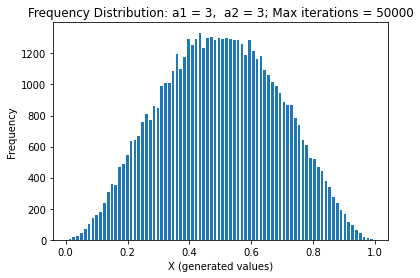 Frequency Distribution: a1 = 3,  a2 = 3; Max iterations = 50000
1200
1000
800
600
400
200
0
Frequency
0.0 0.2 0.4 0.6 0.8 1.0
X (generated values)